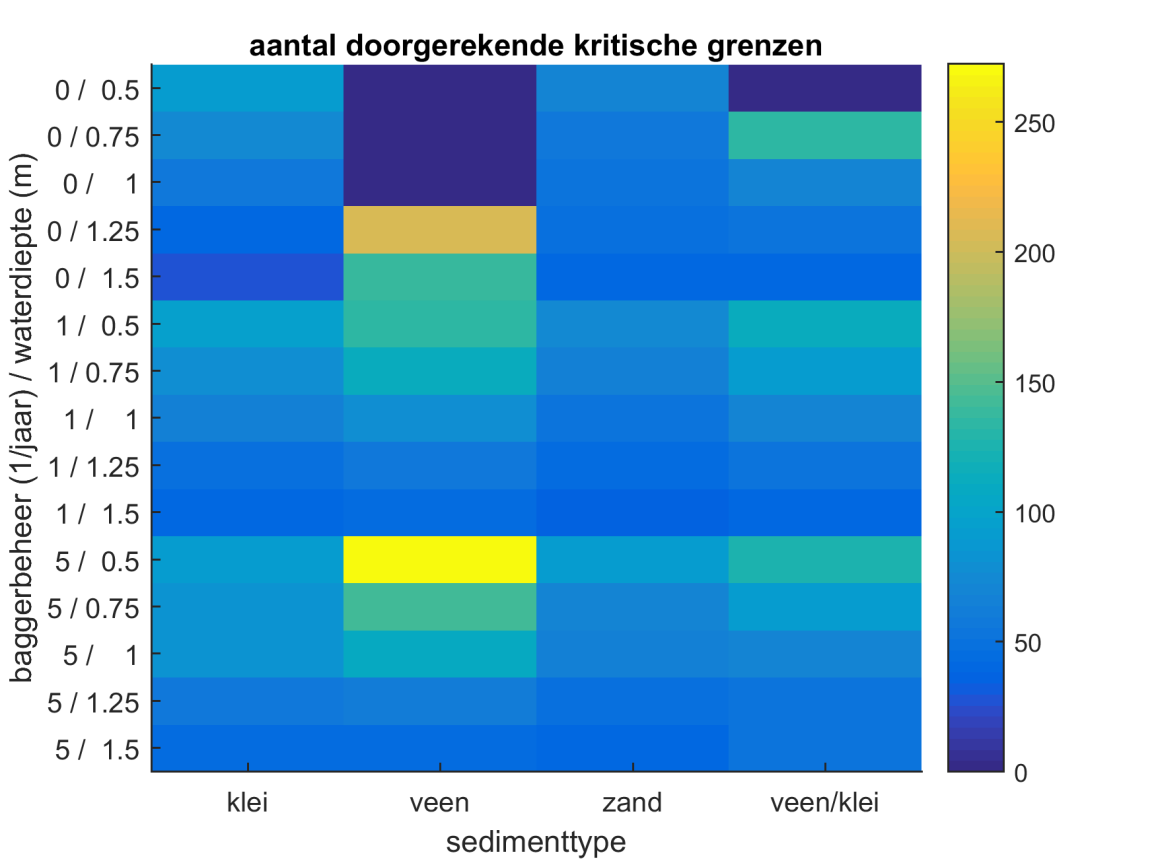 aantal doorgerekende kritische grenzen
baggerbeheer (1/jaar) / waterdiepte (m)
0 / 0.5
0 / 0.75
0 / 1
0 / 1.25
0 / 1.5
1 / 0.5
1 / 0.75
1 / 1
1 / 1.25
1 / 1.5
5 / 0.5
5 / 0.75
5 / 1
5 / 1.25
5 / 1.5
klei veen zand veen/klei
sedimenttype
250
200
150
100
50
0